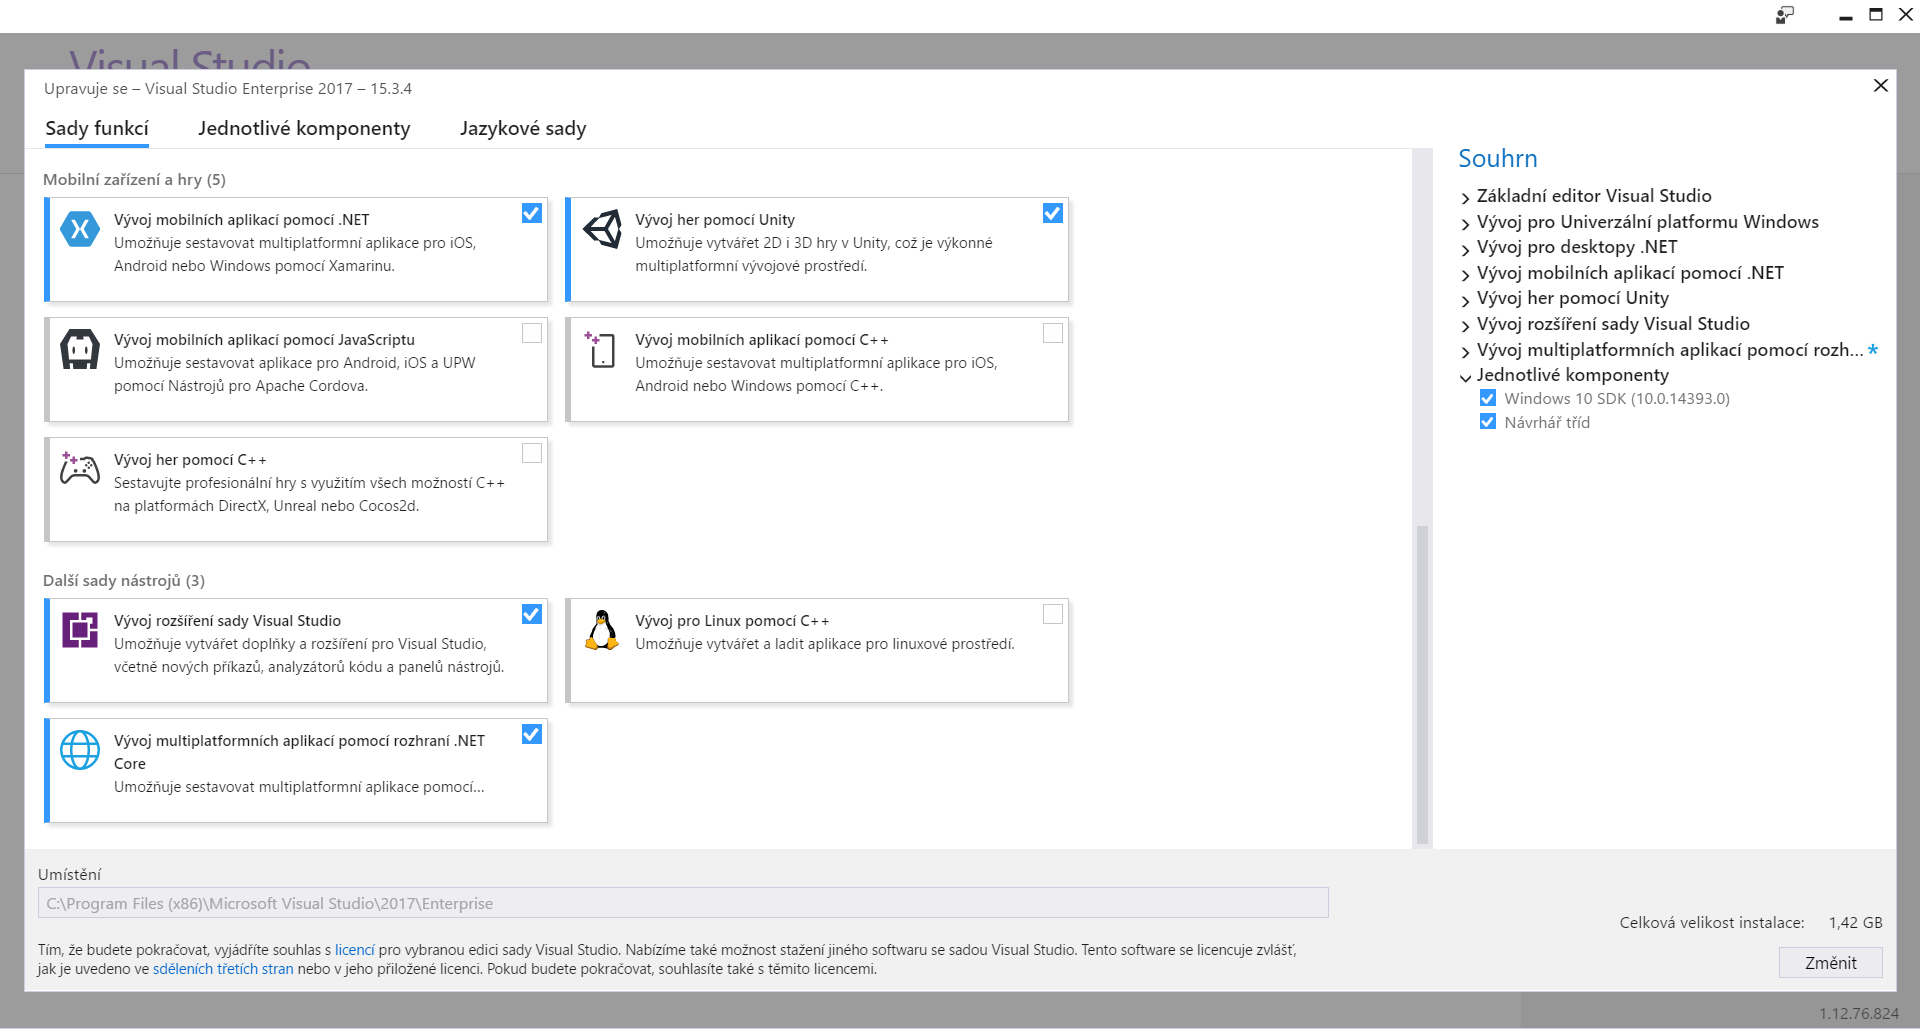 Visual Studio
Upravuje se – Visual Studio Enterprise 2017 – 15.3.4
Sady funkcí
Jednotlivé komponenty
Jazykové sady
Mobilní zařízení a hry (5)
Vývoj mobilních aplikací pomocí .NET
Umožňuje sestavovat multiplatformní aplikace pro iOS,
Android nebo Windows pomocí Xamarinu.
Vývoj her pomocí Unity
Umožňuje vytvářet 2D i 3D hry v Unity, což je výkonné
multiplatformní vývojové prostředí.
Vývoj mobilních aplikací pomocí JavaScriptu
Umožňuje sestavovat aplikace pro Android, iOS a UPW
pomocí Nástrojů pro Apache Cordova.
Vývoj mobilních aplikací pomocí C++
Umožňuje sestavovat multiplatformní aplikace pro iOS,
Android nebo Windows pomocí C++.
Vývoj her pomocí C++
Sestavujte profesionální hry s využitím všech možností C++
na platformách DirectX, Unreal nebo Cocos2d.
Další sady nástrojů (3)
Vývoj rozšíření sady Visual Studio
Umožňuje vytvářet doplňky a rozšíření pro Visual Studio,
včetně nových příkazů, analyzátorů kódu a panelů nástrojů.
Vývoj pro Linux pomocí C++
Umožňuje vytvářet a ladit aplikace pro linuxové prostředí.
Vývoj multiplatformních aplikací pomocí rozhraní .NET
Core
Umožňuje sestavovat multiplatformní aplikace pomocí...
Souhrn
Základní editor Visual Studio
Vývoj pro Univerzální platformu Windows
Vývoj pro desktopy .NET
Vývoj mobilních aplikací pomocí .NET
Vývoj her pomocí Unity
Vývoj rozšíření sady Visual Studio
Vývoj multiplatformních aplikací pomocí rozh... *
Jednotlivé komponenty
Windows 10 SDK (10.0.14393.0)
Návrhář tříd
Umístění
C:\Program Files (x86)\Microsoft Visual Studio\2017\Enterprise
Celková velikost instalace: 1,42 GB
Tím, že budete pokračovat, vyjádříte souhlas s licencí pro vybranou edici sady Visual Studio. Nabízíme také možnost stažení jiného softwaru se sadou Visual Studio. Tento software se licencuje zvlášť,
jak je uvedeno ve sděleních třetích stran nebo v jeho přiložené licenci. Pokud budete pokračovat, souhlasíte také s těmito licencemi.
Změnit
1.12.76.824